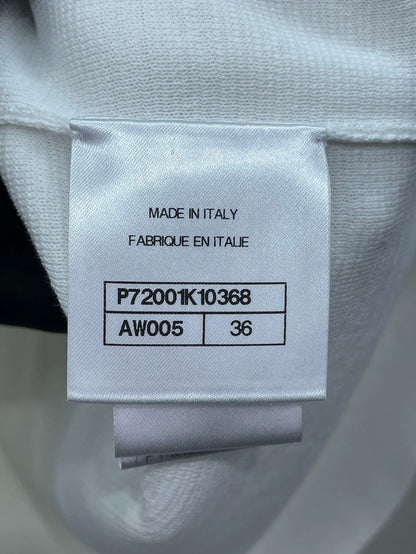 MADE IN ITALY
FABRIQUE EN ITALIE
P72001K10368
AW005 36